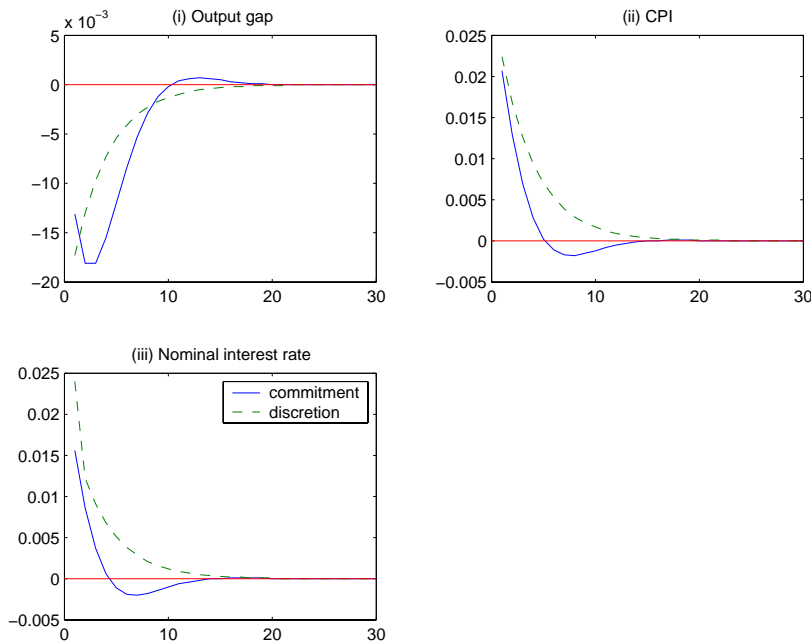 (i) Output gap
x 10⁻³
5
0
−5
−10
−15
−20
0 10 20 30
(ii) CPI
0.025
0.02
0.015
0.01
0.005
0
−0.005
0 10 20 30
(iii) Nominal interest rate
0.025
0.02
0.015
0.01
0.005
0
−0.005
0 10 20 30
commitment
discretion